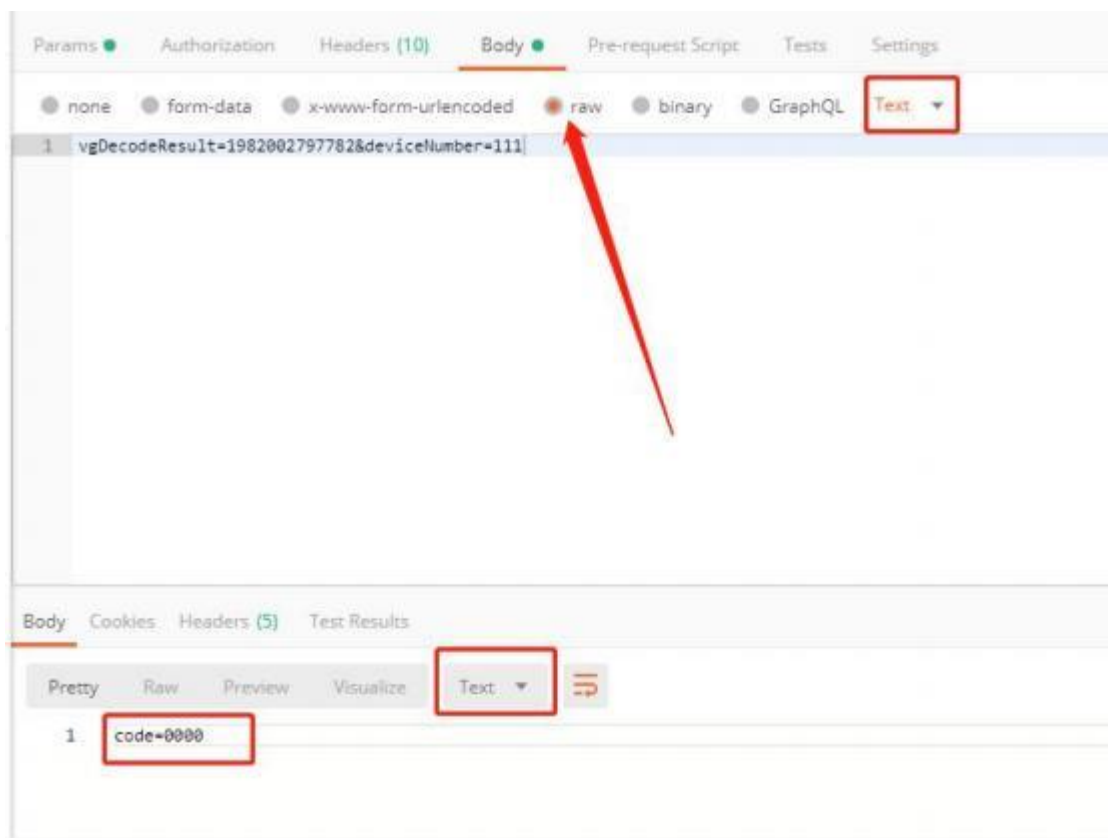 Params Authorization Headers (10) Body Pre-request Script Tests Settings
none form-data x-www-form-urlencoded raw binary GraphQL Text
1 vgDecodeResult=1982002797782&deviceNumber=111
Body Cookies Headers (5) Test Results
Pretty Raw Preview Visualize Text
1 code=0000